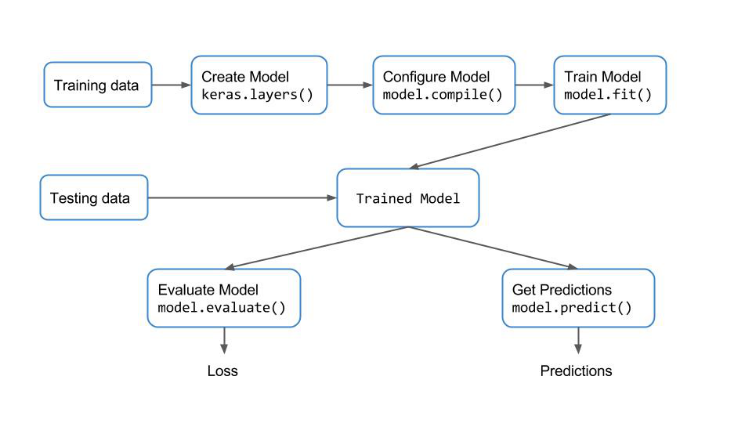 Training data
Create Model
keras.layers()
Configure Model
model.compile()
Train Model
model.fit()
Testing data
Trained Model
Evaluate Model
model.evaluate()
Get Predictions
model.predict()
Loss
Predictions